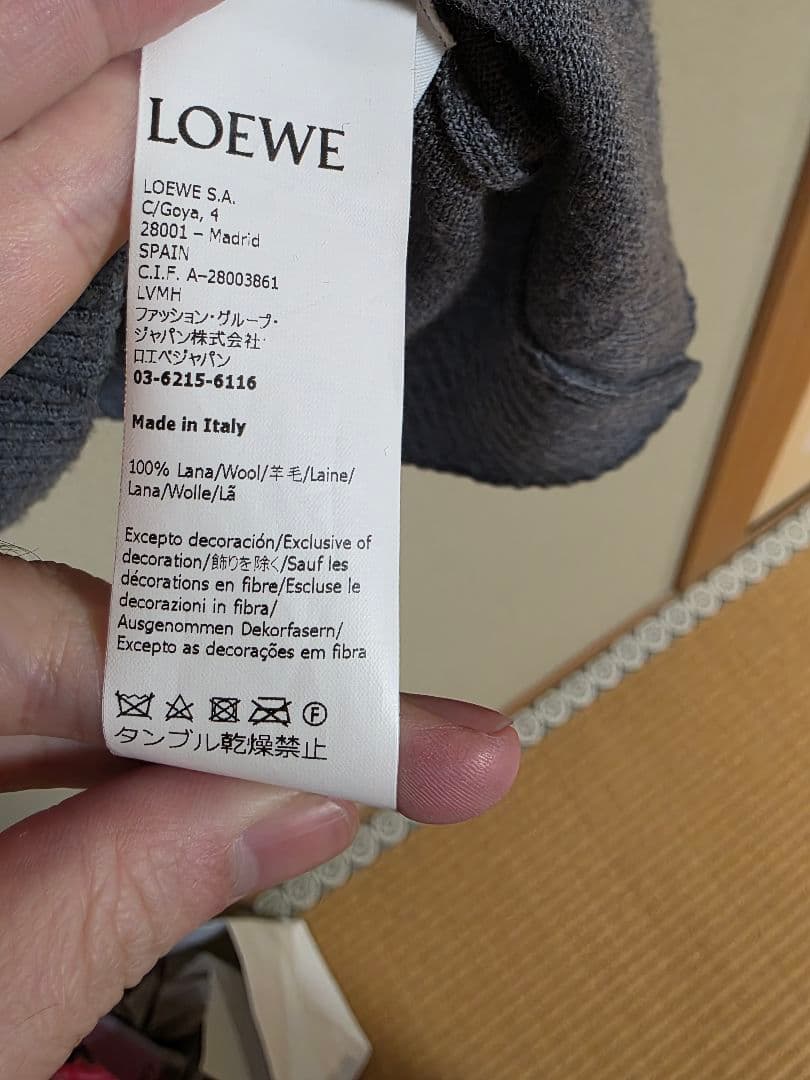 LOEWE
LOEWE S.A.
C/Goya, 4
28001 – Madrid
SPAIN
C.I.F. A–28003861
LVMH
ファッション・グループ・
ジャパン株式会社
ロエベジャパン
03-6215-6116
Made in Italy
100% Lana/Wool/羊毛/Laine/
Lana/Wolle/Lã
Excepto decoración/Exclusive of
decoration/飾りを除く/Sauf les
décorations en fibre/Escluse le
decorazioni in fibra/
Ausgenommen Dekorfasern/
Excepto as decorações em fibra
F
タンブル乾燥禁止